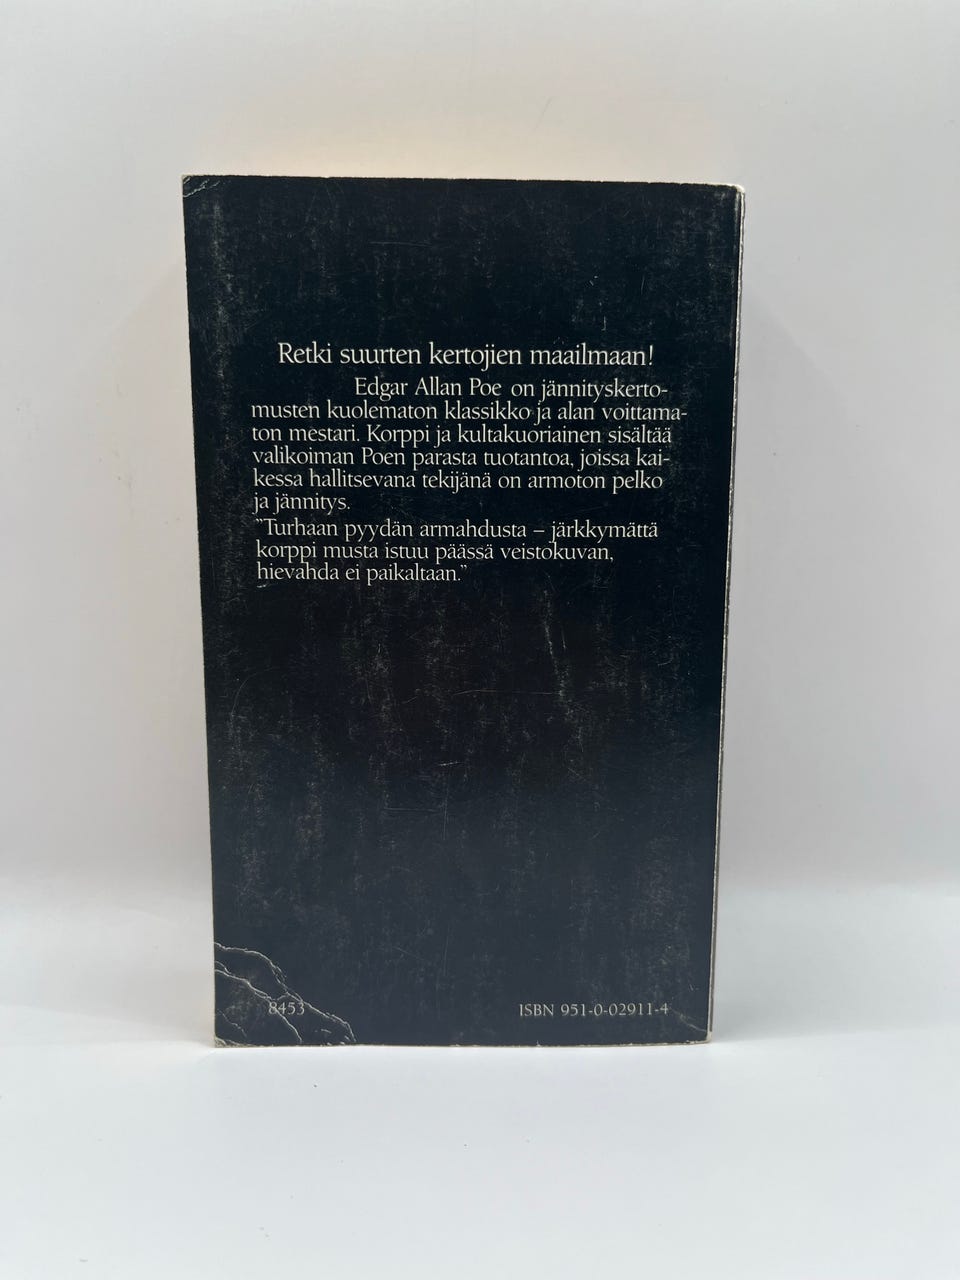 Retki suurten kertojien maailmaan!
Edgar Allan Poe on jännityskerto-
musten kuolematon klassikko ja alan voittama-
ton mestari. Korppi ja kultakuoriainen sisältää
valikoiman Poen parasta tuotantoa, joissa kai-
kessa hallitsevana tekijänä on armoton pelko
ja jännitys.
"Turhaan pyydän armahdusta – järkkymättä
korppi musta istuu päässä veistokuvan,
hievahda ei paikaltaan."
8453
ISBN 951-0-02911-4